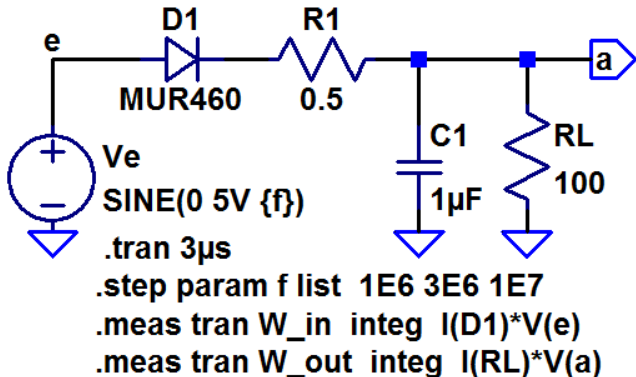 D1
R1
e
a
MUR460
0.5
+
C1
RL
Ve
1µF
100
SINE(0 5V {f})
.tran 3µs
.step param f list 1E6 3E6 1E7
.meas tran W_in integ I(D1)*V(e)
.meas tran W_out integ I(RL)*V(a)